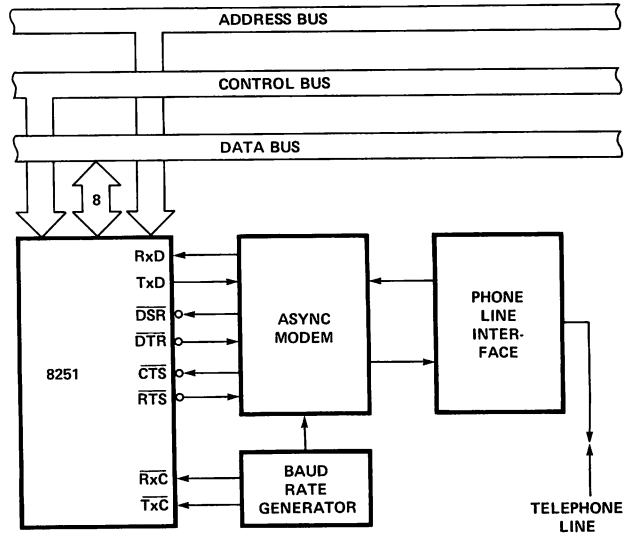 ADDRESS BUS
CONTROL BUS
DATA BUS
8
8251
RxD
TxD
DSR
DTR
CTS
RTS
RxC
TxC
ASYNC
MODEM
BAUD
RATE
GENERATOR
PHONE
LINE
INTER-
FACE
TELEPHONE
LINE